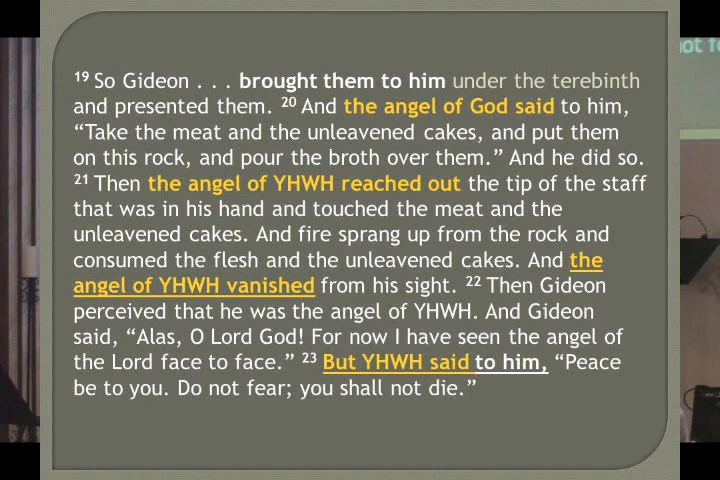 19 So Gideon . . . brought them to him under the terebinth
and presented them. 20 And the angel of God said to him,
“Take the meat and the unleavened cakes, and put them
on this rock, and pour the broth over them.” And he did so.
21 Then the angel of YHWH reached out the tip of the staff
that was in his hand and touched the meat and the
unleavened cakes. And fire sprang up from the rock and
consumed the flesh and the unleavened cakes. And the
angel of YHWH vanished from his sight. 22 Then Gideon
perceived that he was the angel of YHWH. And Gideon
said, “Alas, O Lord God! For now I have seen the angel of
the Lord face to face.” 23 But YHWH said to him, “Peace
be to you. Do not fear; you shall not die.”